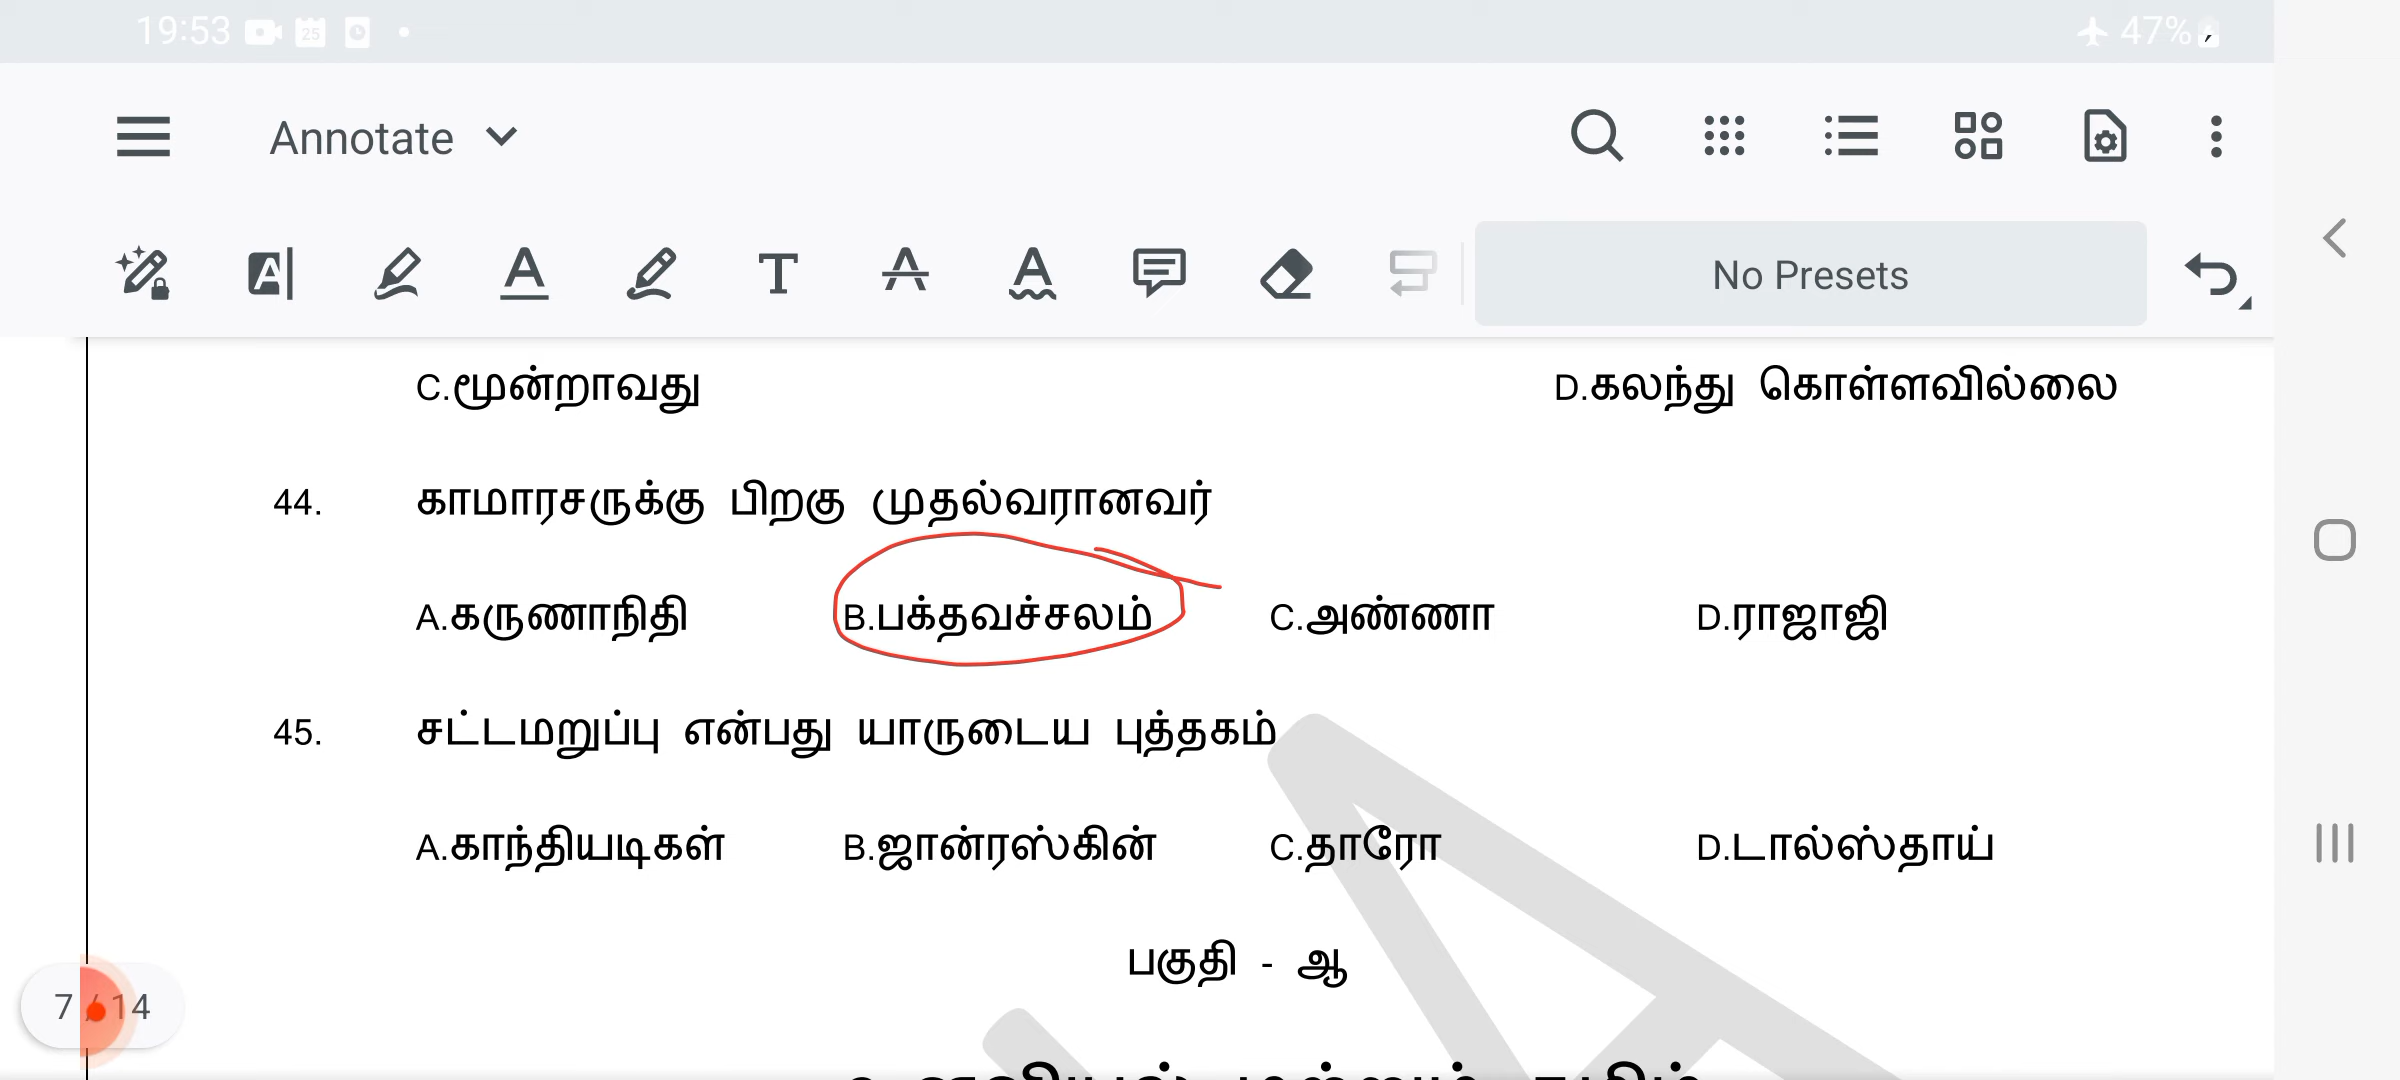 19:53 25 47%
Annotate
No Presets
C.மூன்றாவது D.கலந்து கொள்ளவில்லை
44. காமாரசருக்கு பிறகு முதல்வரானவர்
A.கருணாநிதி B.பக்தவச்சலம் C.அண்ணா D.ராஜாஜி
45. சட்டமறுப்பு என்பது யாருடைய புத்தகம்
A.காந்தியடிகள் B.ஜான்ரஸ்கின் C.தாரோ D.டால்ஸ்தாய்
பகுதி - ஆ
7 / 14